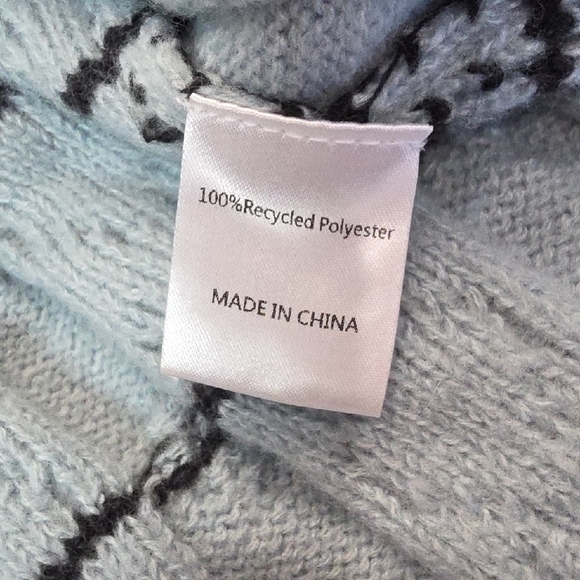 100%Recycled Polyester
MADE IN CHINA